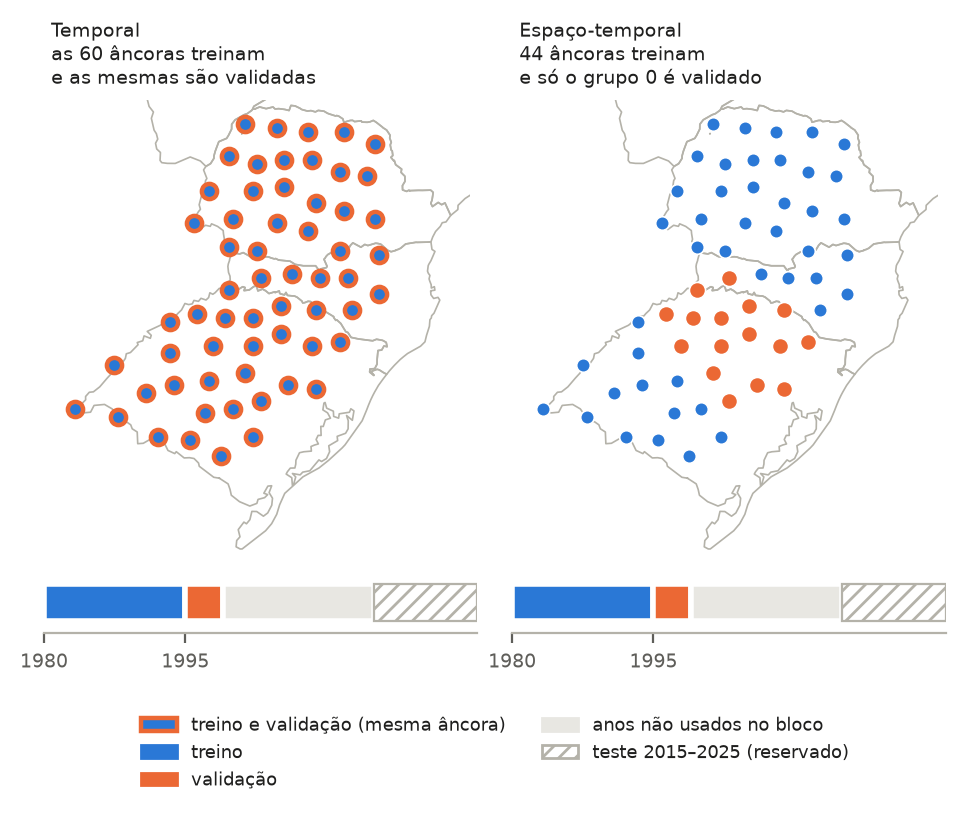 Temporal
as 60 âncoras treinam
e as mesmas são validadas
Espaço-temporal
44 âncoras treinam
e só o grupo 0 é validado
1980
1995
1980
1995
treino e validação (mesma âncora)
treino
validação
anos não usados no bloco
teste 2015–2025 (reservado)